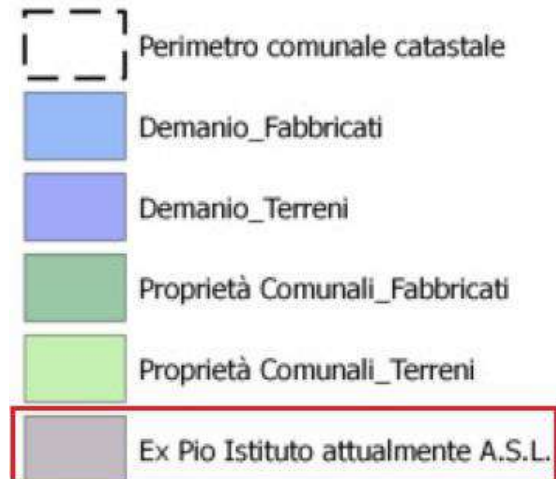 Perimetro comunale catastale
Demanio_Fabbricati
Demanio_Terreni
Proprietà Comunali_Fabbricati
Proprietà Comunali_Terreni
Ex Pio Istituto attualmente A.S.L.